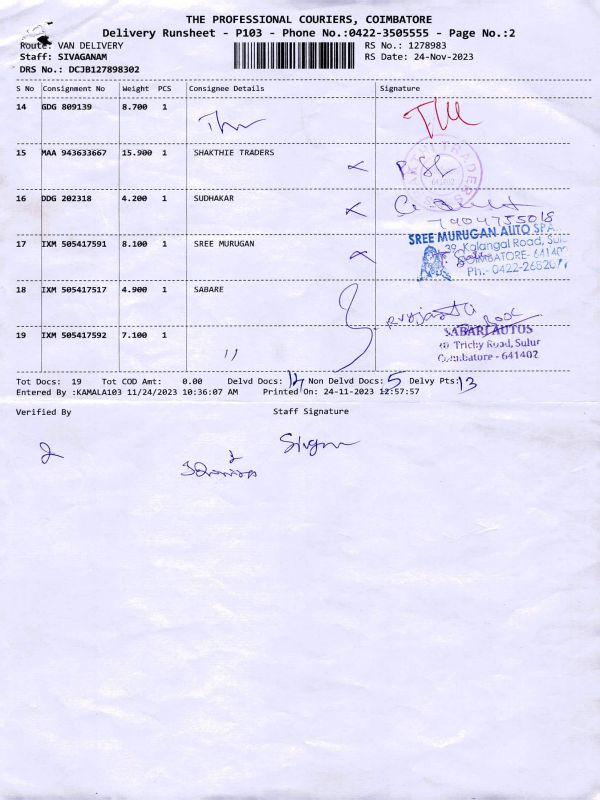 THE PROFESSIONAL COURIERS, COIMBATORE
Delivery Runsheet - P103 - Phone No.:0422-3505555 - Page No.:2
Route: VAN DELIVERY
RS No.: 1278983
Staff: SIVAGANAM
RS Date: 24-Nov-2023
DRS No.: DCJB127898302
S No Consignment No Weight PCS Consignee Details Signature
14 GDG 809139 8.700 1
15 MAA 943633667 15.900 1 SHAKTHIE TRADERS
16 DDG 202318 4.200 1 SUDHAKAR
7904755018
17 IXM 505417591 8.100 1 SREE MURUGAN
SREE MURUGAN AUTO SPA
39, Kalangal Road, Sulu
COIMBATORE- 641402
Ph.- 0422-268207
18 IXM 505417517 4.900 1 SABARE
19 IXM 505417592 7.100 1 "
SABARI AUTOS
Trichy Road, Sulur
Coimbatore - 641402
Tot Docs: 19 Tot COD Amt: 0.00 Delvd Docs: 14 Non Delvd Docs: 5 Delvy Pts: 13
Entered By :KAMALA103 11/24/2023 10:36:07 AM Printed On: 24-11-2023 12:57:57
Verified By Staff Signature